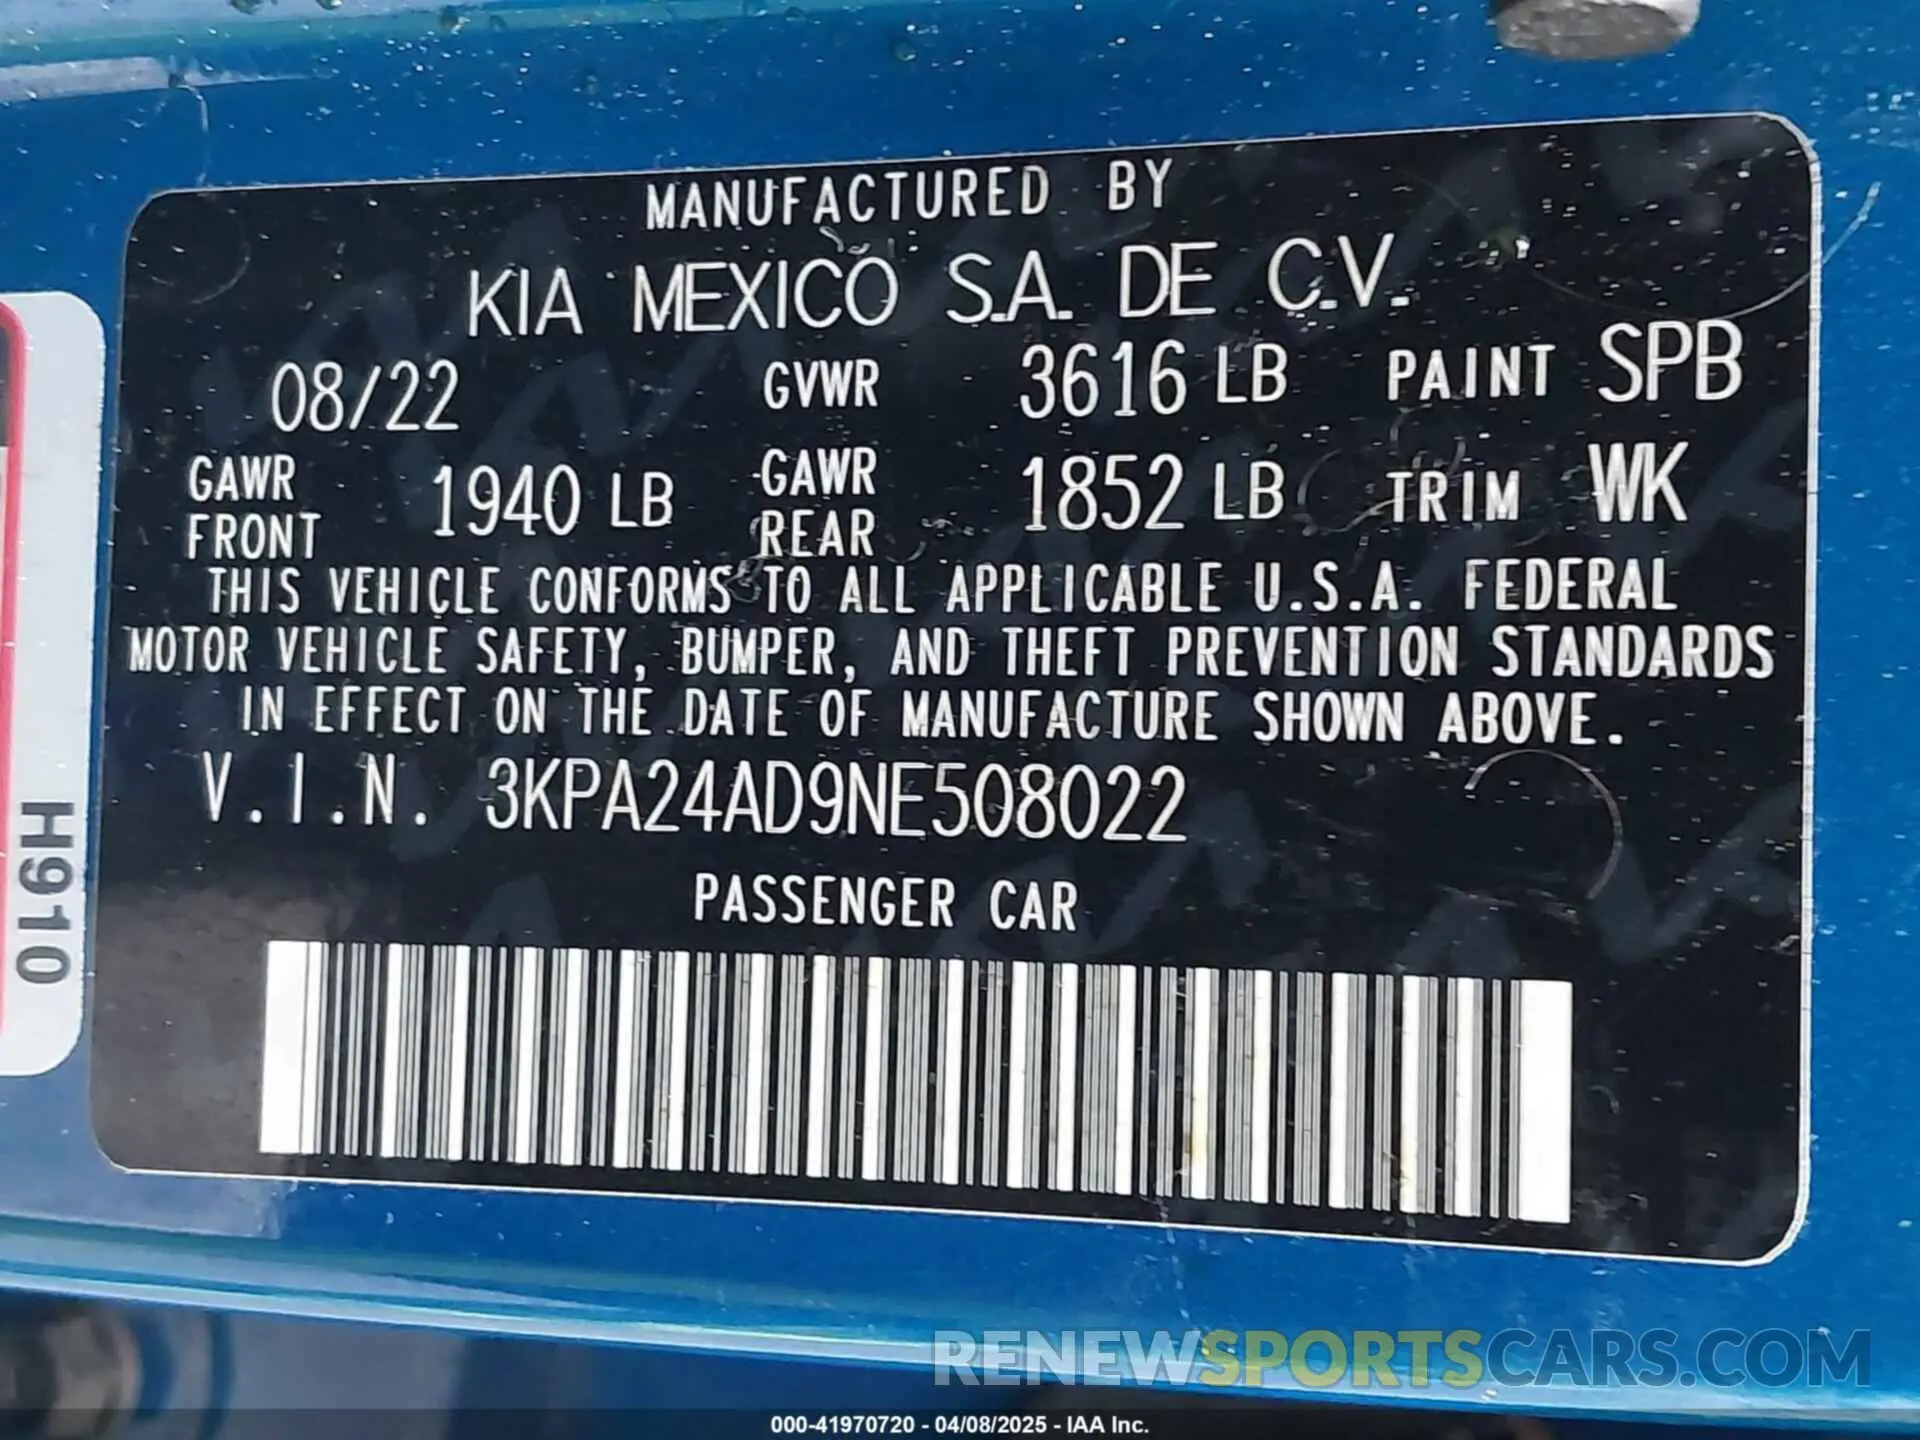 MANUFACTURED BY
KIA MEXICO S.A. DE C.V.
08/22 GVWR 3616 LB PAINT SPB
GAWR FRONT 1940 LB GAWR REAR 1852 LB TRIM WK
THIS VEHICLE CONFORMS TO ALL APPLICABLE U.S.A. FEDERAL
MOTOR VEHICLE SAFETY, BUMPER, AND THEFT PREVENTION STANDARDS
IN EFFECT ON THE DATE OF MANUFACTURE SHOWN ABOVE.
V.I.N. 3KPA24AD9NE508022
PASSENGER CAR
H910
RENEWSPORTSCARS.COM
000-41970720 - 04/08/2025 - IAA Inc.